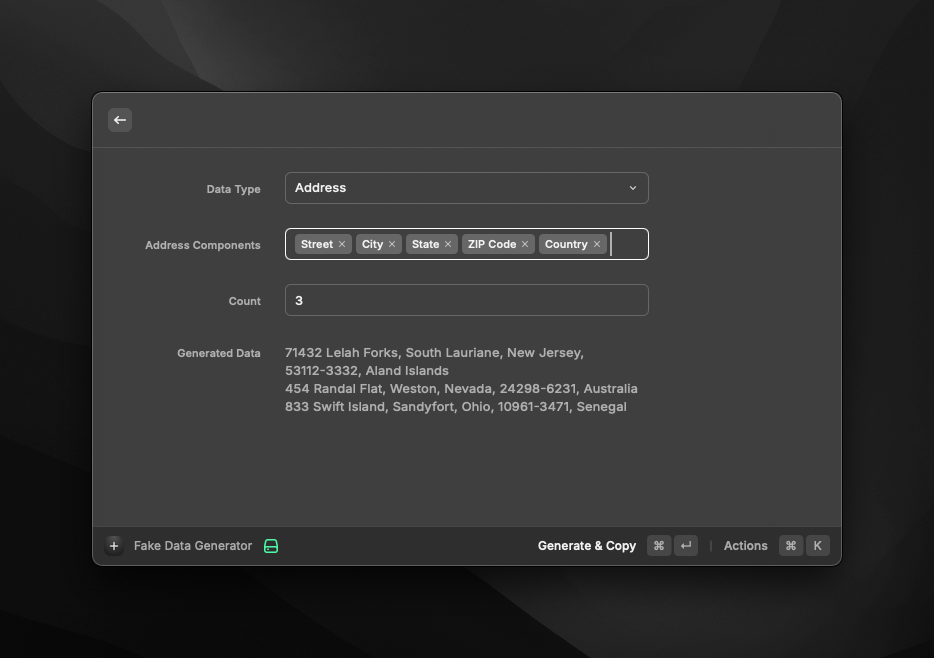 Data Type
Address
Address Components
Street × City × State × ZIP Code × Country ×
Count
3
Generated Data
71432 Lelah Forks, South Lauriane, New Jersey,
53112-3332, Aland Islands
454 Randal Flat, Weston, Nevada, 24298-6231, Australia
833 Swift Island, Sandyfort, Ohio, 10961-3471, Senegal
Fake Data Generator
Generate & Copy ⌘ ↵ | Actions ⌘ K